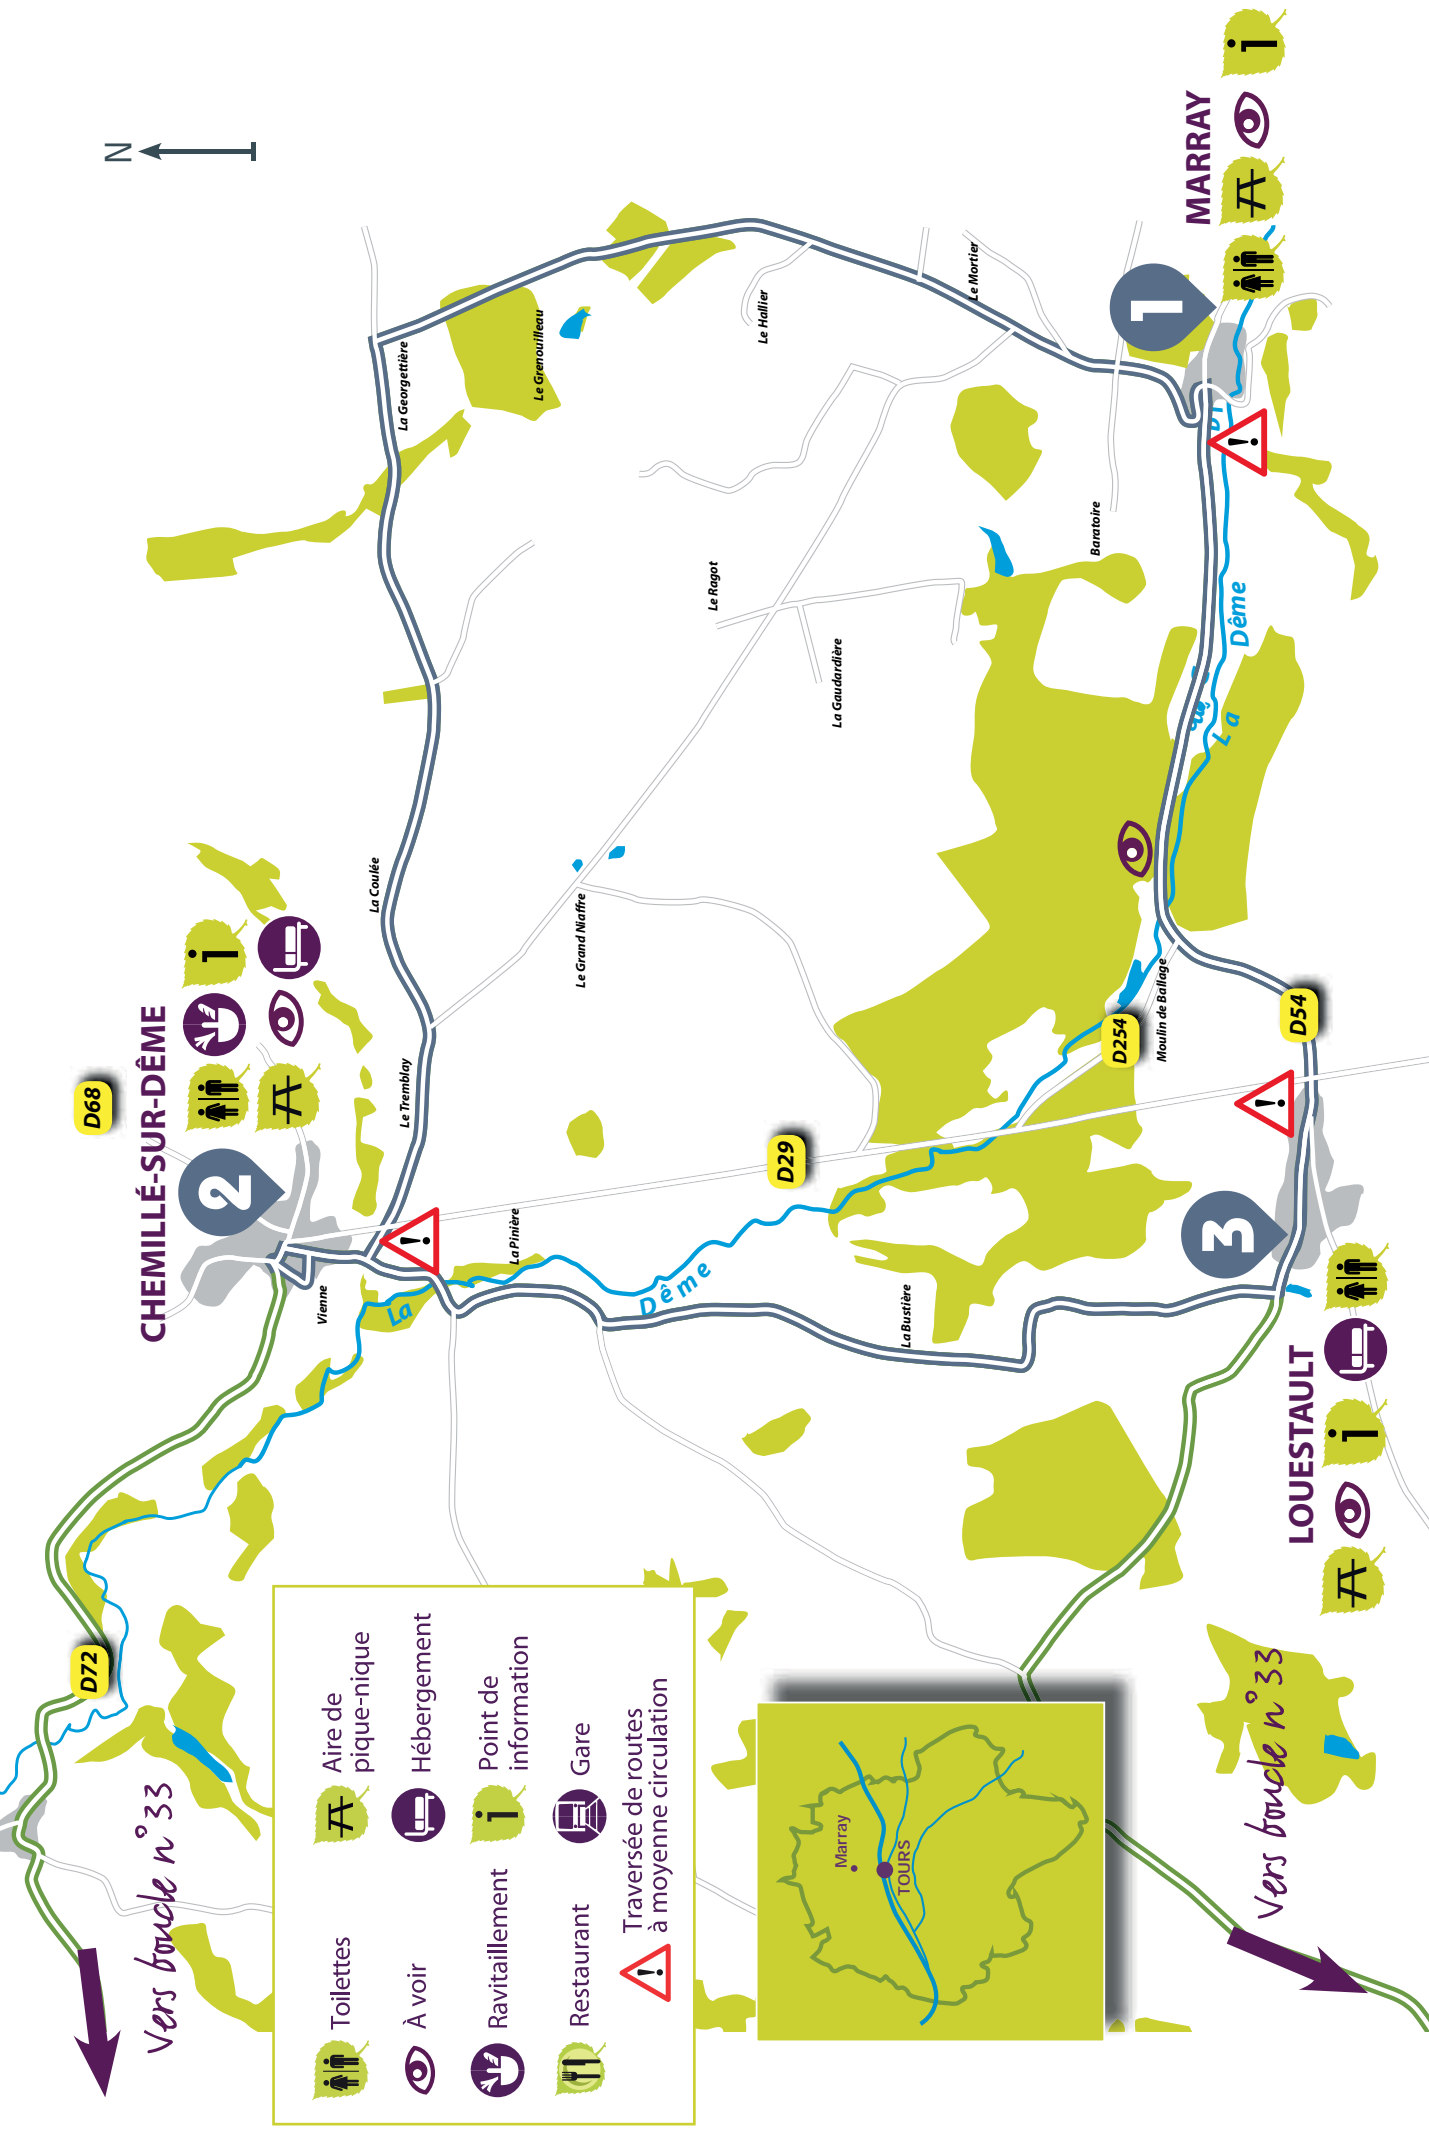 N
MARRAY
1
Le Mortier
Le Hallier
Le Grenouilleau
La Georgettière
Baratoire
Le Ragot
La Gaudardière
La Dême
La Coulée
Le Grand Niaffre
Le Tremblay
CHEMILLÉ-SUR-DÊME
2
D68
D29
D254
D54
Moulin de Ballage
La Pinière
Vienne
La Dême
La Bustière
3
LOUESTAULT
D72
Vers boucle n°33
Vers boucle n°33
Toilettes
Aire de
pique-nique
À voir
Hébergement
Ravitaillement
Point de
information
Restaurant
Gare
Traversée de routes
à moyenne circulation
Marray
TOURS